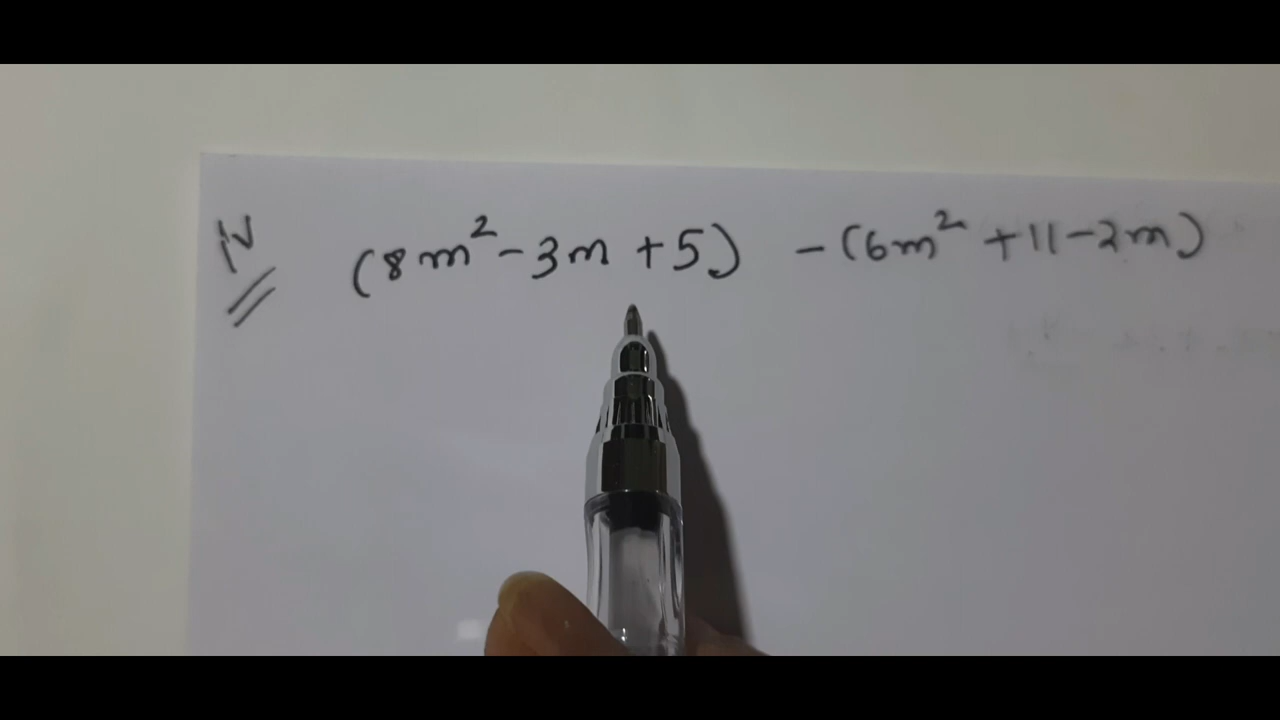 iv (8m² - 3m + 5) - (6m² + 11 - 2m)